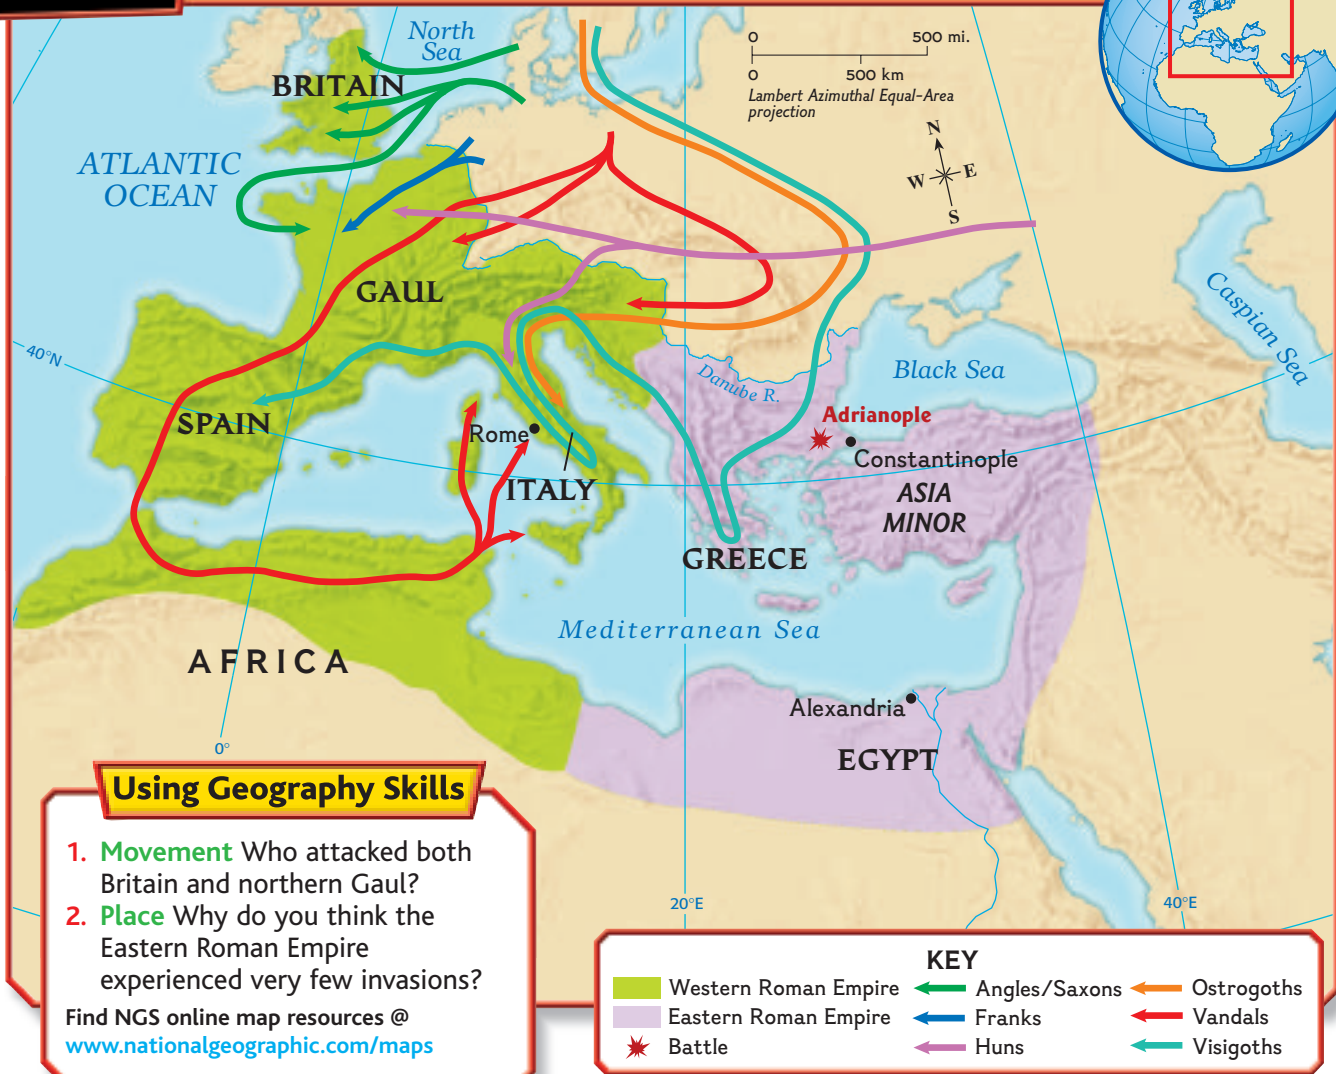 North
Sea
BRITAIN
ATLANTIC
OCEAN
0 500 mi.
0 500 km
Lambert Azimuthal Equal-Area
projection
N
W E
S
GAUL
Caspian Sea
40°N
Black Sea
Danube R.
SPAIN
Adrianople
Rome
Constantinople
ITALY
ASIA
MINOR
GREECE
Mediterranean Sea
AFRICA
Alexandria
EGYPT
0°
20°E
40°E
Using Geography Skills
1. Movement Who attacked both
Britain and northern Gaul?
2. Place Why do you think the
Eastern Roman Empire
experienced very few invasions?
Find NGS online map resources @
www.nationalgeographic.com/maps
KEY
Western Roman Empire
Eastern Roman Empire
Battle
Angles/Saxons
Franks
Huns
Ostrogoths
Vandals
Visigoths